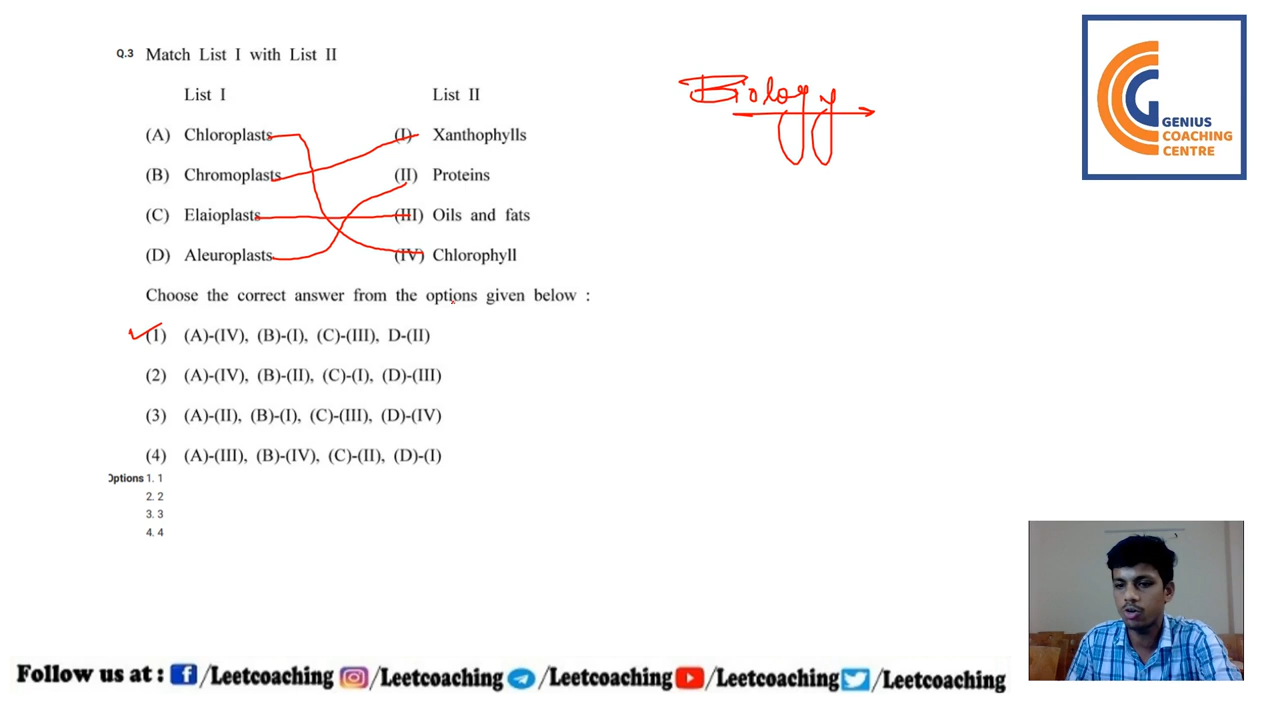 Q.3 Match List I with List II
List I List II
(A) Chloroplasts (I) Xanthophylls
(B) Chromoplasts (II) Proteins
(C) Elaioplasts (III) Oils and fats
(D) Aleuroplasts (IV) Chlorophyll
Choose the correct answer from the options given below :
(1) (A)-(IV), (B)-(I), (C)-(III), D-(II)
(2) (A)-(IV), (B)-(II), (C)-(I), (D)-(III)
(3) (A)-(II), (B)-(I), (C)-(III), (D)-(IV)
(4) (A)-(III), (B)-(IV), (C)-(II), (D)-(I)
Options 1. 1
2. 2
3. 3
4. 4
Biology
GENIUS
COACHING
CENTRE
Follow us at : /Leetcoaching /Leetcoaching /Leetcoaching /Leetcoaching /Leetcoaching